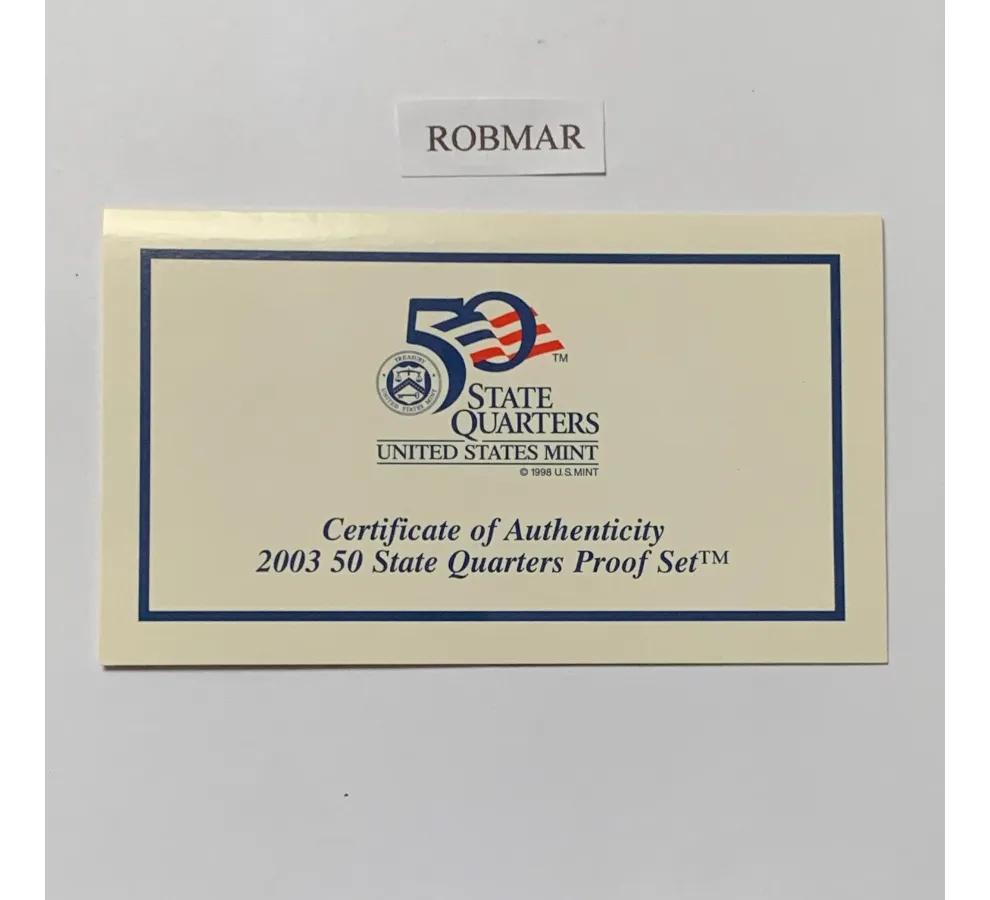 ROBMAR
50
TM
TREASURY
UNITED STATES MINT
STATE
QUARTERS
UNITED STATES MINT
© 1998 U.S. MINT
Certificate of Authenticity
2003 50 State Quarters Proof Set™